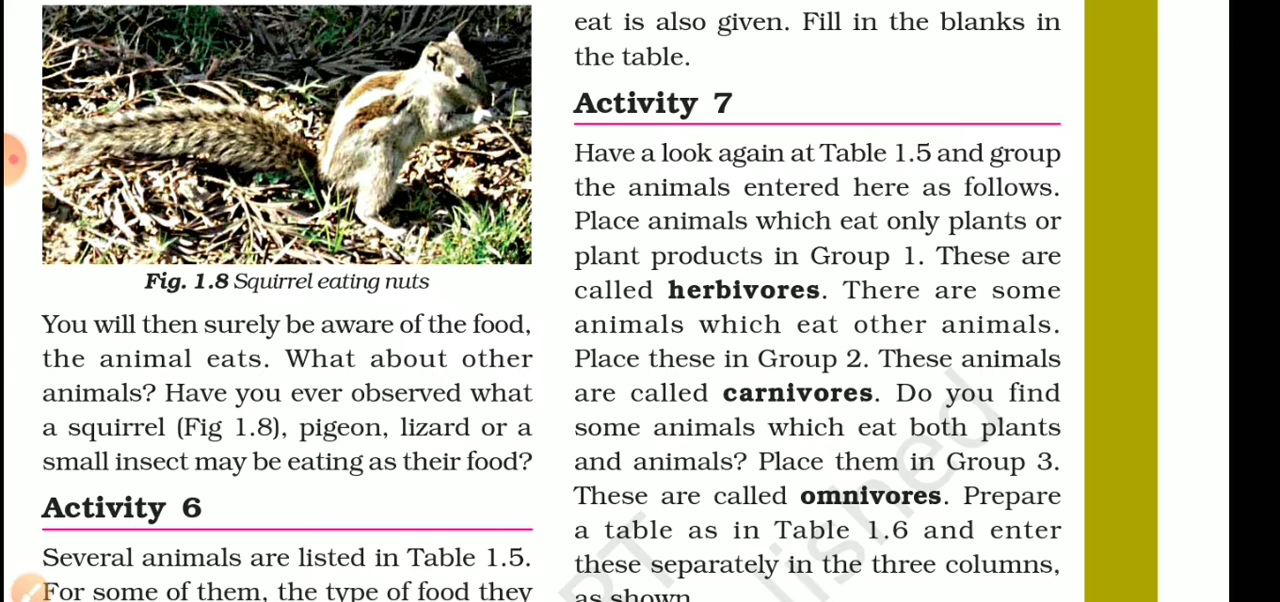 Fig. 1.8 Squirrel eating nuts
You will then surely be aware of the food,
the animal eats. What about other
animals? Have you ever observed what
a squirrel (Fig 1.8), pigeon, lizard or a
small insect may be eating as their food?
Activity 6
Several animals are listed in Table 1.5.
For some of them, the type of food they
eat is also given. Fill in the blanks in
the table.
Activity 7
Have a look again at Table 1.5 and group
the animals entered here as follows.
Place animals which eat only plants or
plant products in Group 1. These are
called herbivores. There are some
animals which eat other animals.
Place these in Group 2. These animals
are called carnivores. Do you find
some animals which eat both plants
and animals? Place them in Group 3.
These are called omnivores. Prepare
a table as in Table 1.6 and enter
these separately in the three columns,
as shown